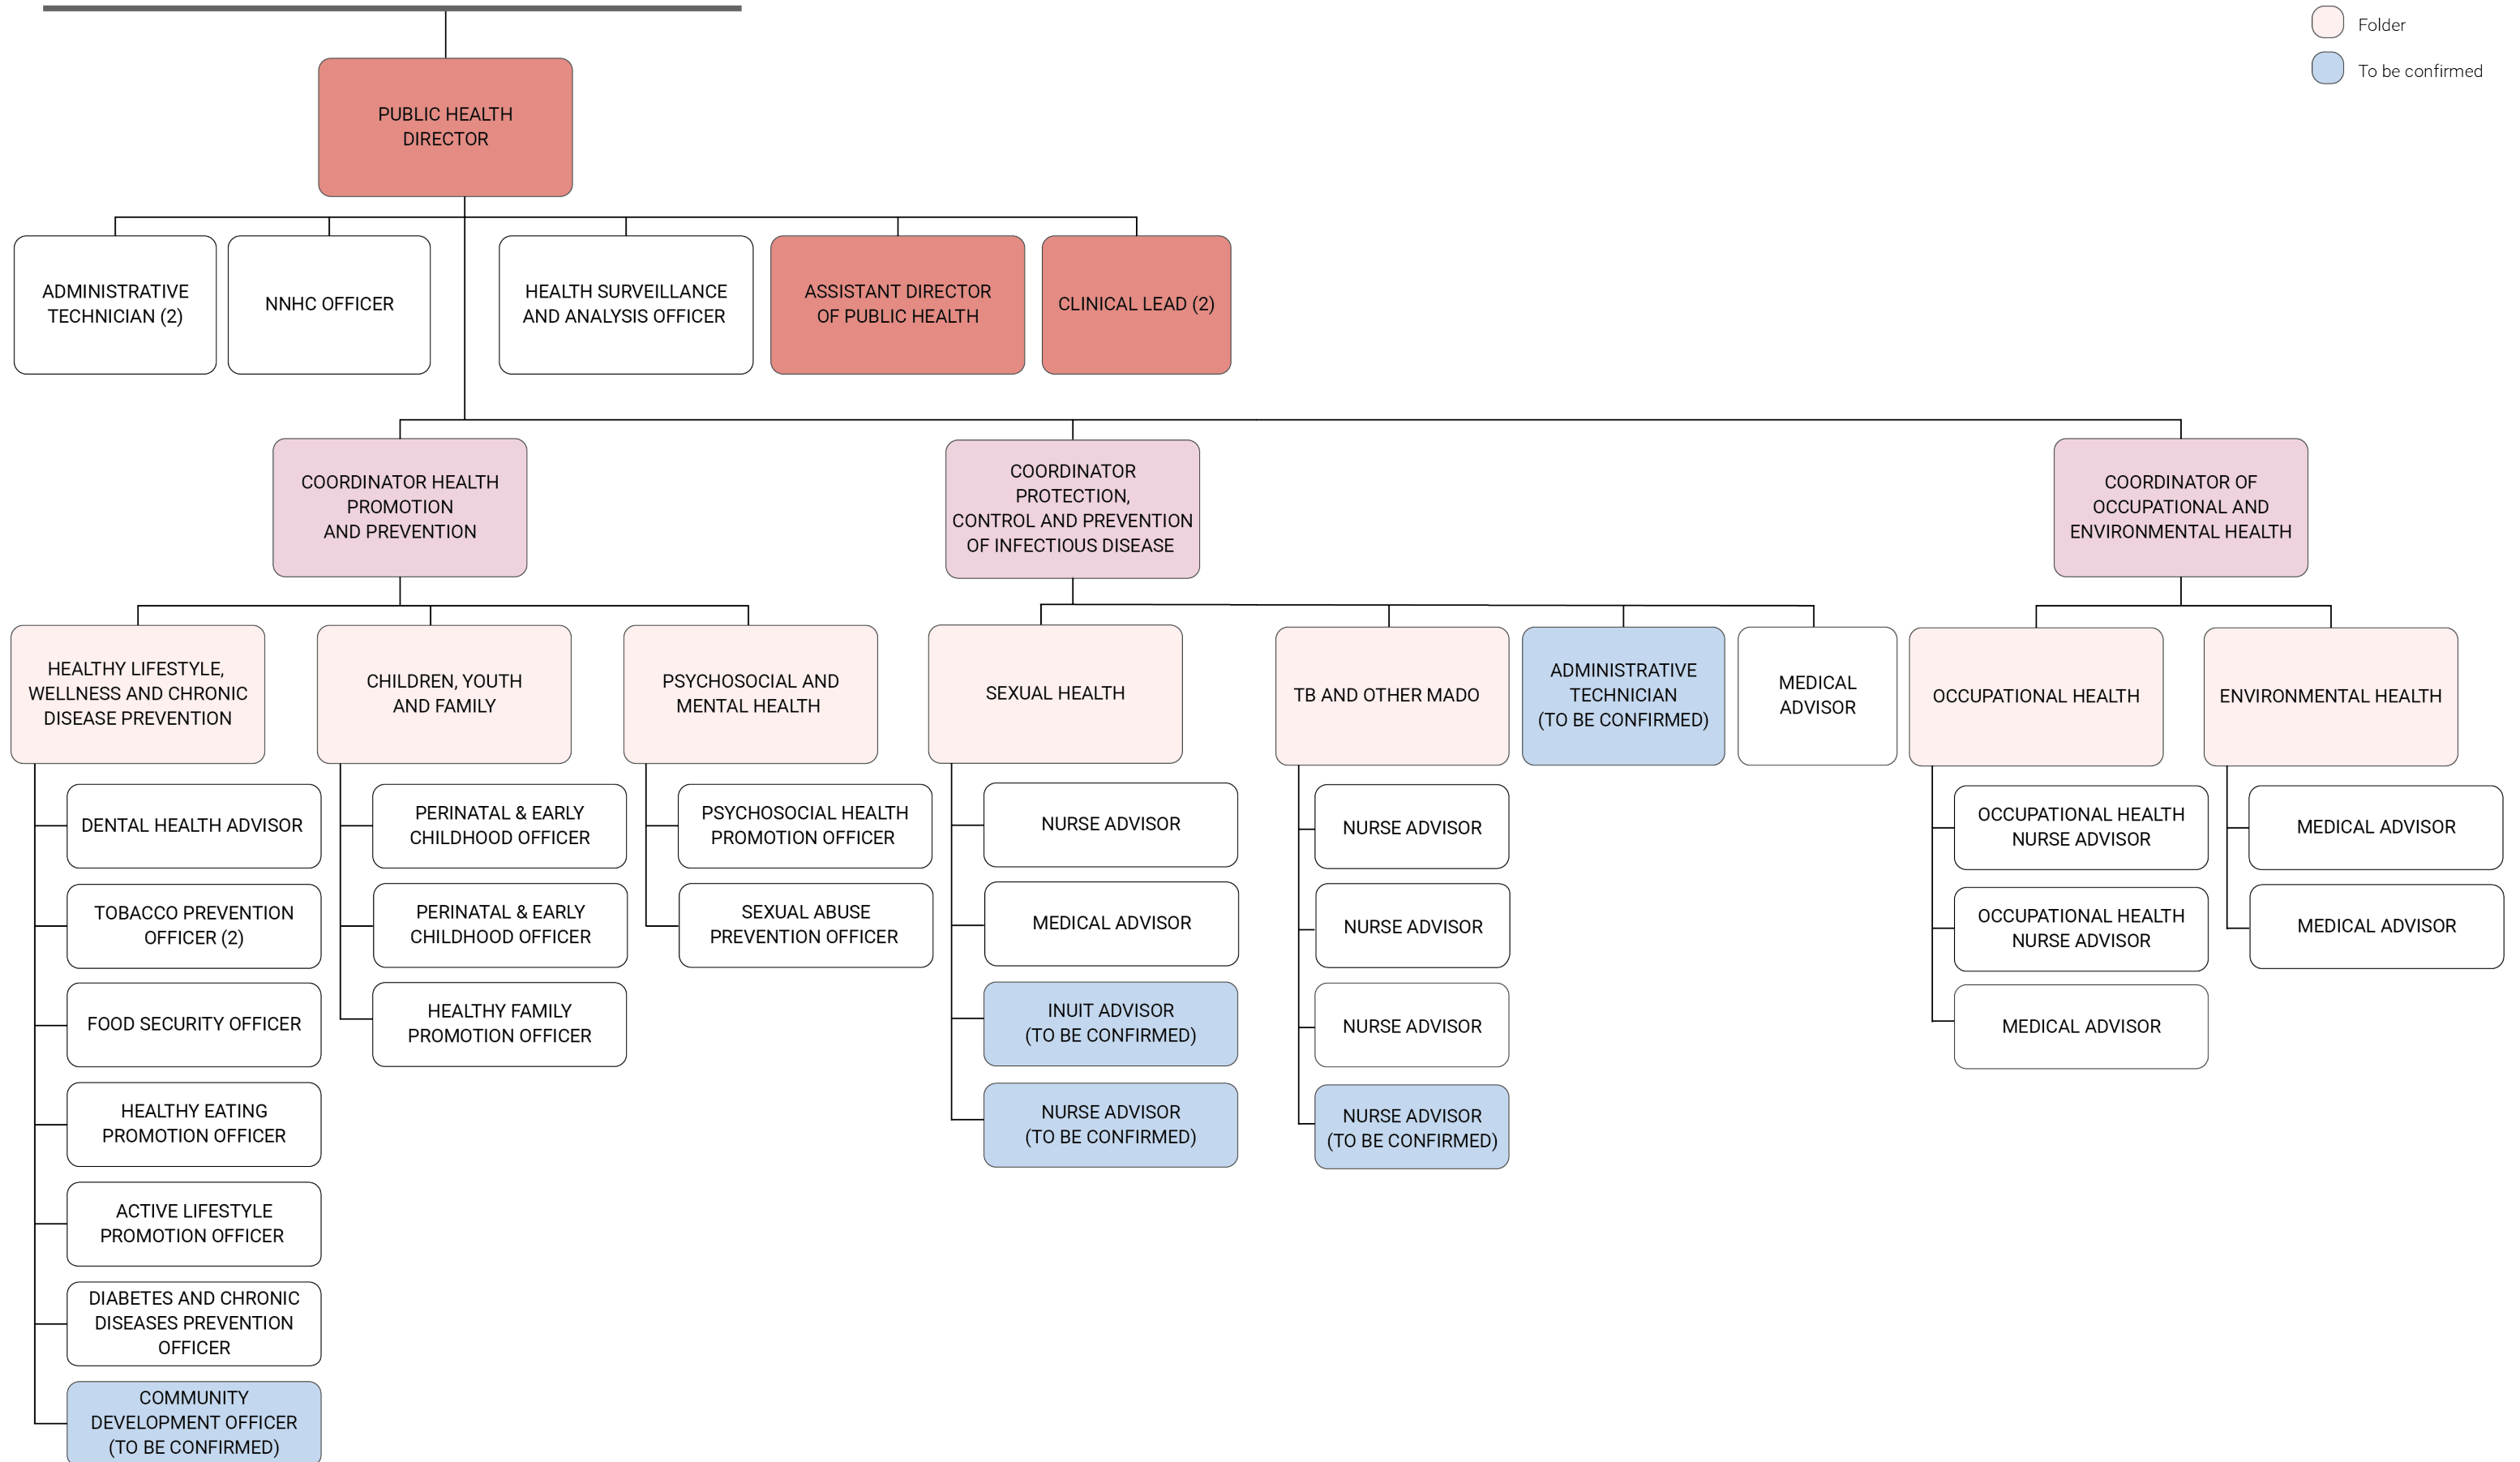 Folder
To be confirmed
PUBLIC HEALTH
DIRECTOR
ADMINISTRATIVE
TECHNICIAN (2)
NNHC OFFICER
HEALTH SURVEILLANCE
AND ANALYSIS OFFICER
ASSISTANT DIRECTOR
OF PUBLIC HEALTH
CLINICAL LEAD (2)
COORDINATOR HEALTH
PROMOTION
AND PREVENTION
COORDINATOR
PROTECTION,
CONTROL AND PREVENTION
OF INFECTIOUS DISEASE
COORDINATOR OF
OCCUPATIONAL AND
ENVIRONMENTAL HEALTH
HEALTHY LIFESTYLE,
WELLNESS AND CHRONIC
DISEASE PREVENTION
CHILDREN, YOUTH
AND FAMILY
PSYCHOSOCIAL AND
MENTAL HEALTH
SEXUAL HEALTH
TB AND OTHER MADO
ADMINISTRATIVE
TECHNICIAN
(TO BE CONFIRMED)
MEDICAL
ADVISOR
OCCUPATIONAL HEALTH
ENVIRONMENTAL HEALTH
DENTAL HEALTH ADVISOR
TOBACCO PREVENTION
OFFICER (2)
FOOD SECURITY OFFICER
HEALTHY EATING
PROMOTION OFFICER
ACTIVE LIFESTYLE
PROMOTION OFFICER
DIABETES AND CHRONIC
DISEASES PREVENTION
OFFICER
COMMUNITY
DEVELOPMENT OFFICER
(TO BE CONFIRMED)
PERINATAL & EARLY
CHILDHOOD OFFICER
PERINATAL & EARLY
CHILDHOOD OFFICER
HEALTHY FAMILY
PROMOTION OFFICER
PSYCHOSOCIAL HEALTH
PROMOTION OFFICER
SEXUAL ABUSE
PREVENTION OFFICER
NURSE ADVISOR
MEDICAL ADVISOR
INUIT ADVISOR
(TO BE CONFIRMED)
NURSE ADVISOR
(TO BE CONFIRMED)
NURSE ADVISOR
NURSE ADVISOR
NURSE ADVISOR
NURSE ADVISOR
(TO BE CONFIRMED)
OCCUPATIONAL HEALTH
NURSE ADVISOR
OCCUPATIONAL HEALTH
NURSE ADVISOR
MEDICAL ADVISOR
MEDICAL ADVISOR
MEDICAL ADVISOR